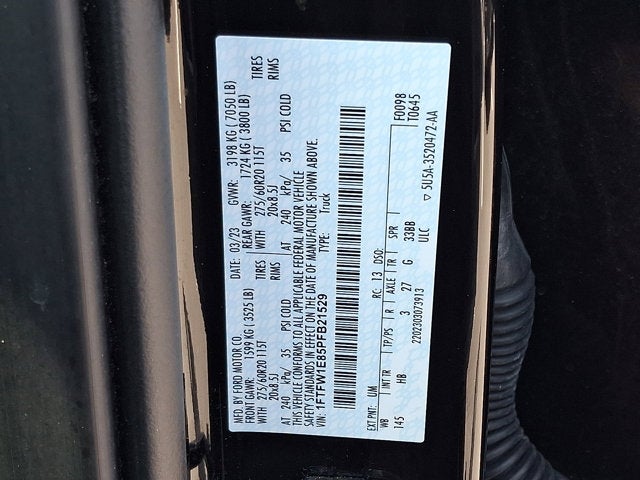 MFD. BY FORD MOTOR CO.
DATE: 03/23 GVWR: 3198 KG ( 7050 LB)
FRONT GAWR: 1599 KG ( 3525 LB) REAR GAWR: 1724 KG ( 3800 LB)
WITH 275/60R20 115T TIRES WITH 275/60R20 115T TIRES
20x8.5J RIMS 20x8.5J RIMS
AT 240 kPa/ 35 PSI COLD AT 240 kPa/ 35 PSI COLD
THIS VEHICLE CONFORMS TO ALL APPLICABLE FEDERAL MOTOR VEHICLE
SAFETY STANDARDS IN EFFECT ON THE DATE OF MANUFACTURE SHOWN ABOVE.
VIN: 1FTFW1E85PFB21529 TYPE: Truck
EXT PNT: UM RC: 13 DSO: F0098
WB INT TR TP/PS R AXLE TR SPR T0645
145 HB 3 27 G 33BB
ULC
2202303073913 ▽ 5U5A-3520472-AA